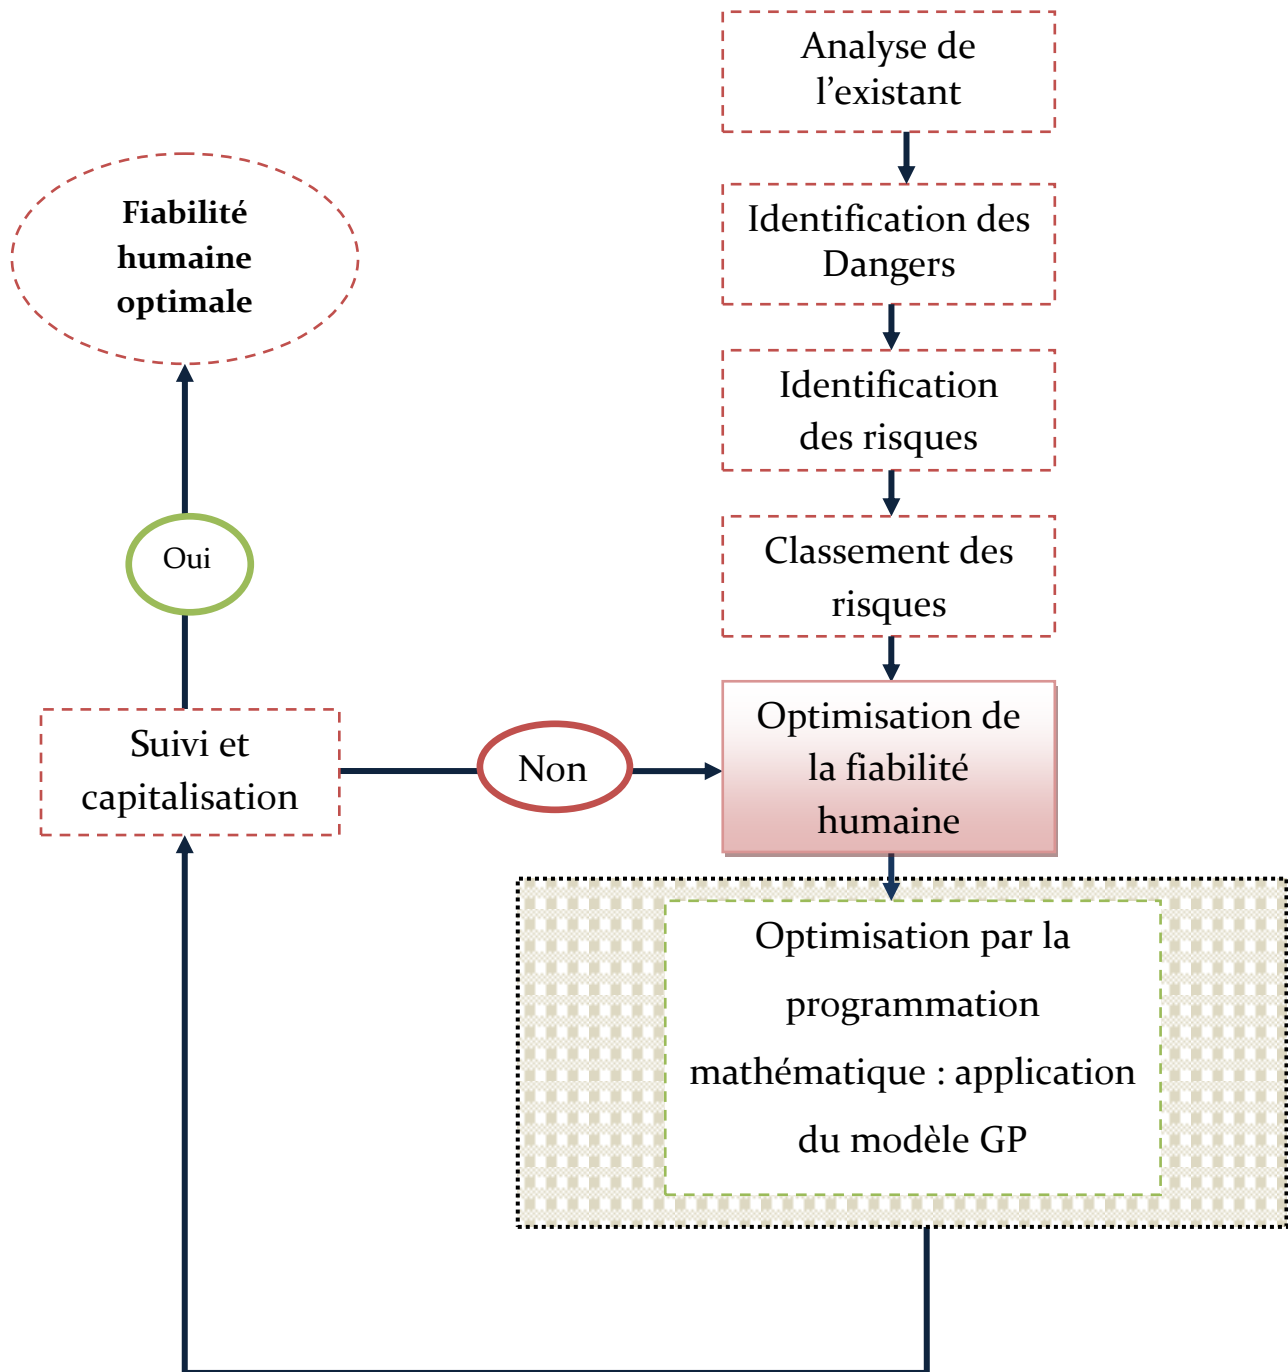 Analyse de
l’existant
Identification des
Dangers
Identification
des risques
Classement des
risques
Optimisation de
la fiabilité
humaine
Optimisation par la
programmation
mathématique : application
du modèle GP
Suivi et
capitalisation
Non
Oui
Fiabilité
humaine
optimale